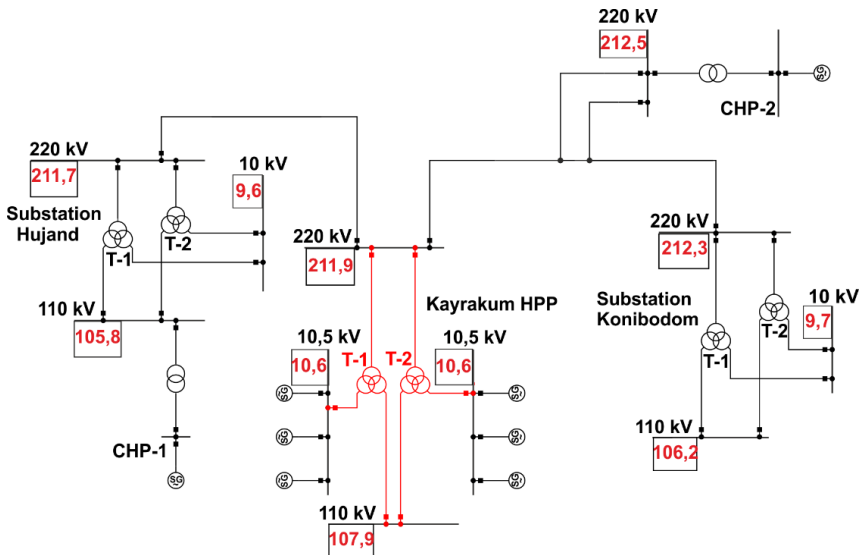 220 kV
212,5
CHP-2
SG
220 kV
211,7
10 kV
9,6
Substation
Hujand
T-1
T-2
110 kV
105,8
CHP-1
SG
220 kV
211,9
Kayrakum HPP
10,5 kV
10,6
T-1
T-2
10,5 kV
10,6
SG
SG
SG
SG
SG
SG
110 kV
107,9
220 kV
212,3
Substation
Konibodom
10 kV
9,7
T-1
T-2
110 kV
106,2